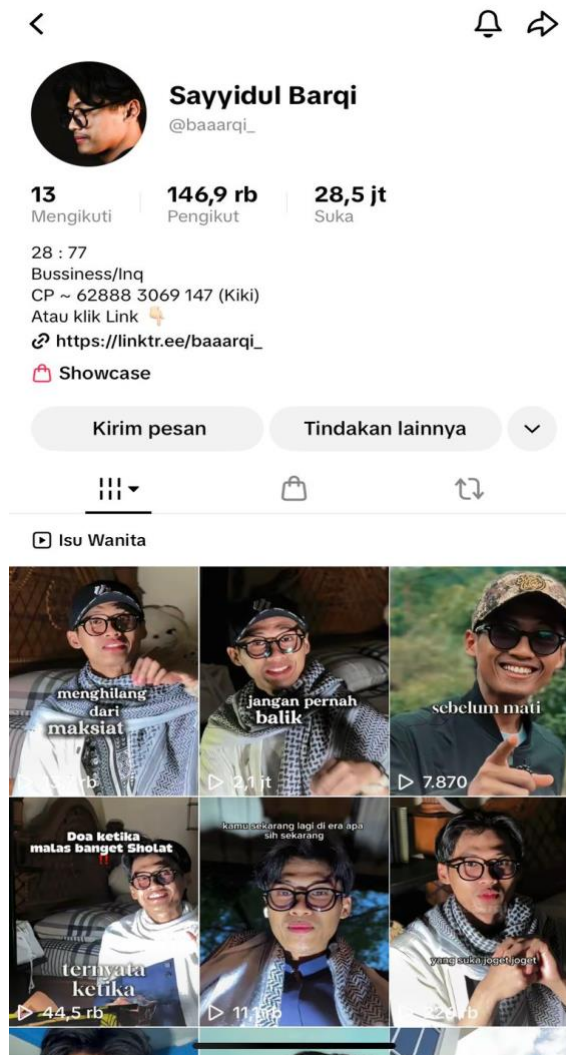 Sayyidul Barqi
@baaarqi_
13
Mengikuti
146,9 rb
Pengikut
28,5 jt
Suka
28 : 77
Bussiness/Inq
CP ~ 62888 3069 147 (Kiki)
Atau klik Link 👇🏻
https://linktr.ee/baaarqi_
Showcase
Kirim pesan
Tindakan lainnya
Isu Wanita
menghilang
dari
maksiat
rb
jangan pernah
balik
2,1 jt
sebelum mati
7.870
Doa ketika
malas banget Sholat
‼️
ternyata
ketika
44,5 rb
kamu sekarang lagi di era apa
sih sekarang
rb
yang suka joget joget
rb